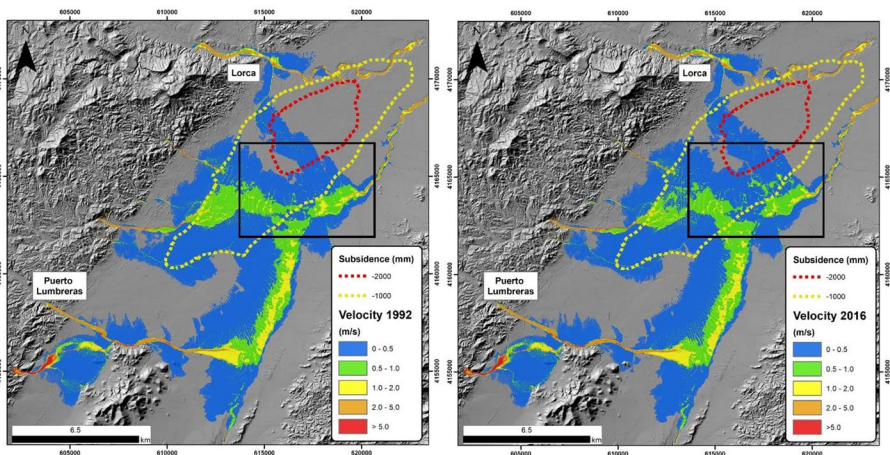 605000 610000 615000 620000
N
Lorca
4170000
4165000
4160000
4155000
Puerto
Lumbreras
Subsidence (mm)
-2000
-1000
Velocity 1992
(m/s)
0 - 0.5
0.5 - 1.0
1.0 - 2.0
2.0 - 5.0
> 5.0
6.5
km
605000 610000 615000 620000
605000 610000 615000 620000
N
Lorca
4170000
4165000
4160000
4155000
Puerto
Lumbreras
Subsidence (mm)
-2000
-1000
Velocity 2016
(m/s)
0 - 0.5
0.5 - 1.0
1.0 - 2.0
2.0 - 5.0
>5.0
6.5
km
605000 610000 615000 620000